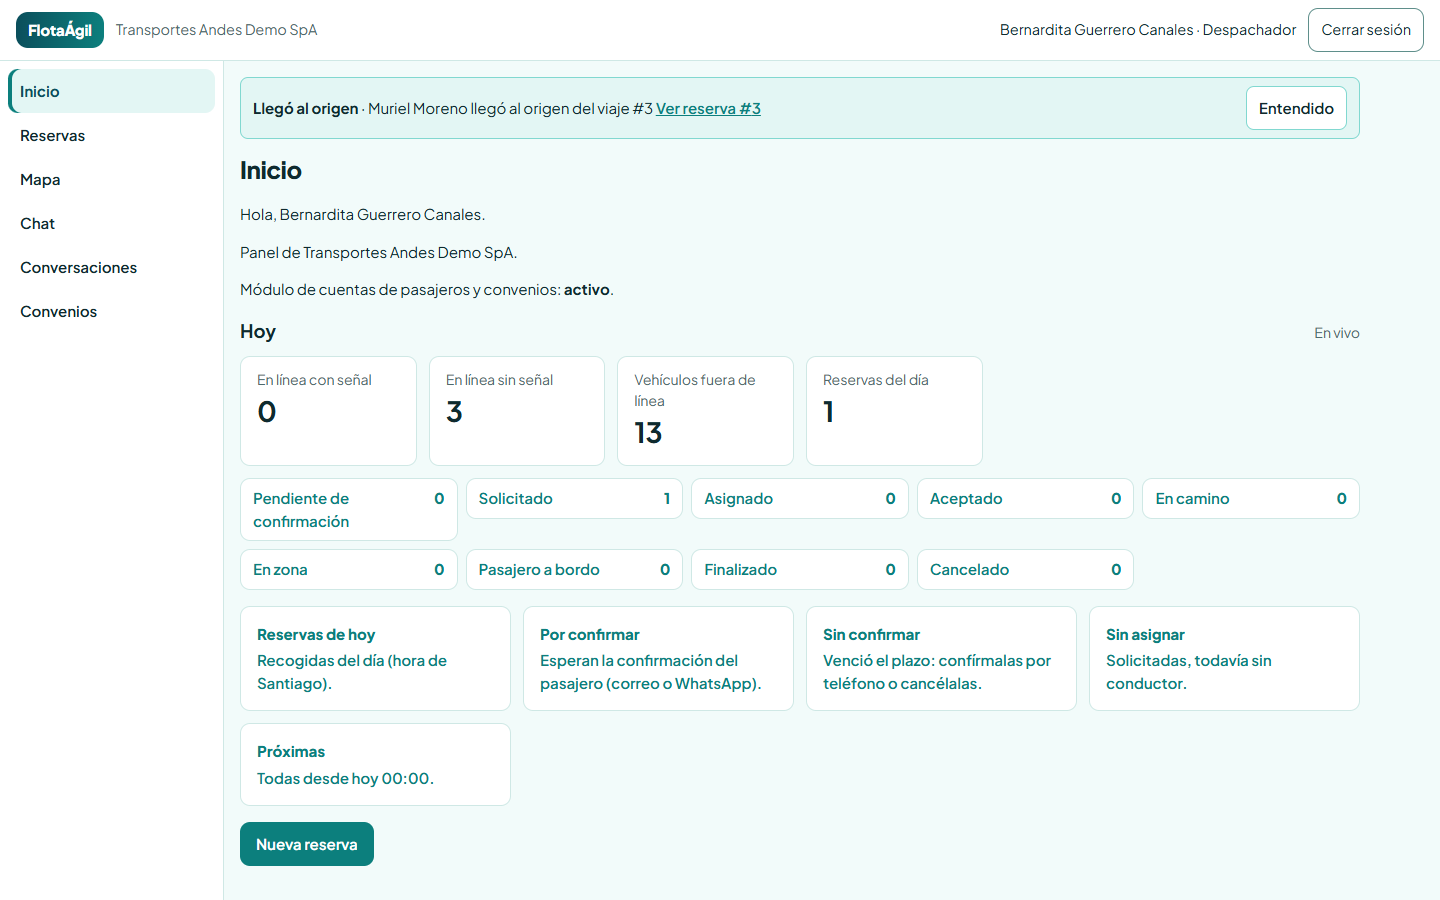 FlotaÁgil
Transportes Andes Demo SpA
Bernardita Guerrero Canales · Despachador
Cerrar sesión
Inicio
Reservas
Mapa
Chat
Conversaciones
Convenios
Llegó al origen · Muriel Moreno llegó al origen del viaje #3 Ver reserva #3
Entendido
Inicio
Hola, Bernardita Guerrero Canales.
Panel de Transportes Andes Demo SpA.
Módulo de cuentas de pasajeros y convenios: activo.
Hoy
En vivo
En línea con señal
0
En línea sin señal
3
Vehículos fuera de
línea
13
Reservas del día
1
Pendiente de
confirmación
0
Solicitado 1
Asignado 0
Aceptado 0
En camino 0
En zona 0
Pasajero a bordo 0
Finalizado 0
Cancelado 0
Reservas de hoy
Recogidas del día (hora de
Santiago).
Por confirmar
Esperan la confirmación del
pasajero (correo o WhatsApp).
Sin confirmar
Venció el plazo: confírmalas por
teléfono o cancélalas.
Sin asignar
Solicitadas, todavía sin
conductor.
Próximas
Todas desde hoy 00:00.
Nueva reserva